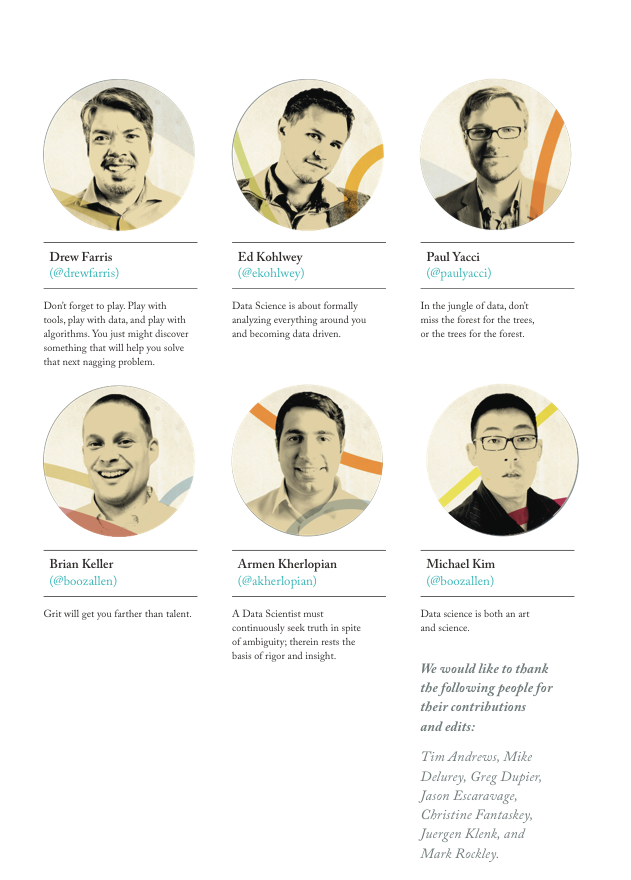 Drew Farris
(@drewfarris)
Don't forget to play. Play with
tools, play with data, and play with
algorithms. You just might discover
something that will help you solve
that next nagging problem.
Ed Kohlwey
(@ekohlwey)
Data Science is about formally
analyzing everything around you
and becoming data driven.
Paul Yacci
(@paulyacci)
In the jungle of data, don't
miss the forest for the trees,
or the trees for the forest.
Brian Keller
(@boozallen)
Grit will get you farther than talent.
Armen Kherlopian
(@akherlopian)
A Data Scientist must
continuously seek truth in spite
of ambiguity; therein rests the
basis of rigor and insight.
Michael Kim
(@boozallen)
Data science is both an art
and science.
We would like to thank
the following people for
their contributions
and edits:
Tim Andrews, Mike
Delurey, Greg Dupier,
Jason Escaravage,
Christine Fantaskey,
Juergen Klenk, and
Mark Rockley.